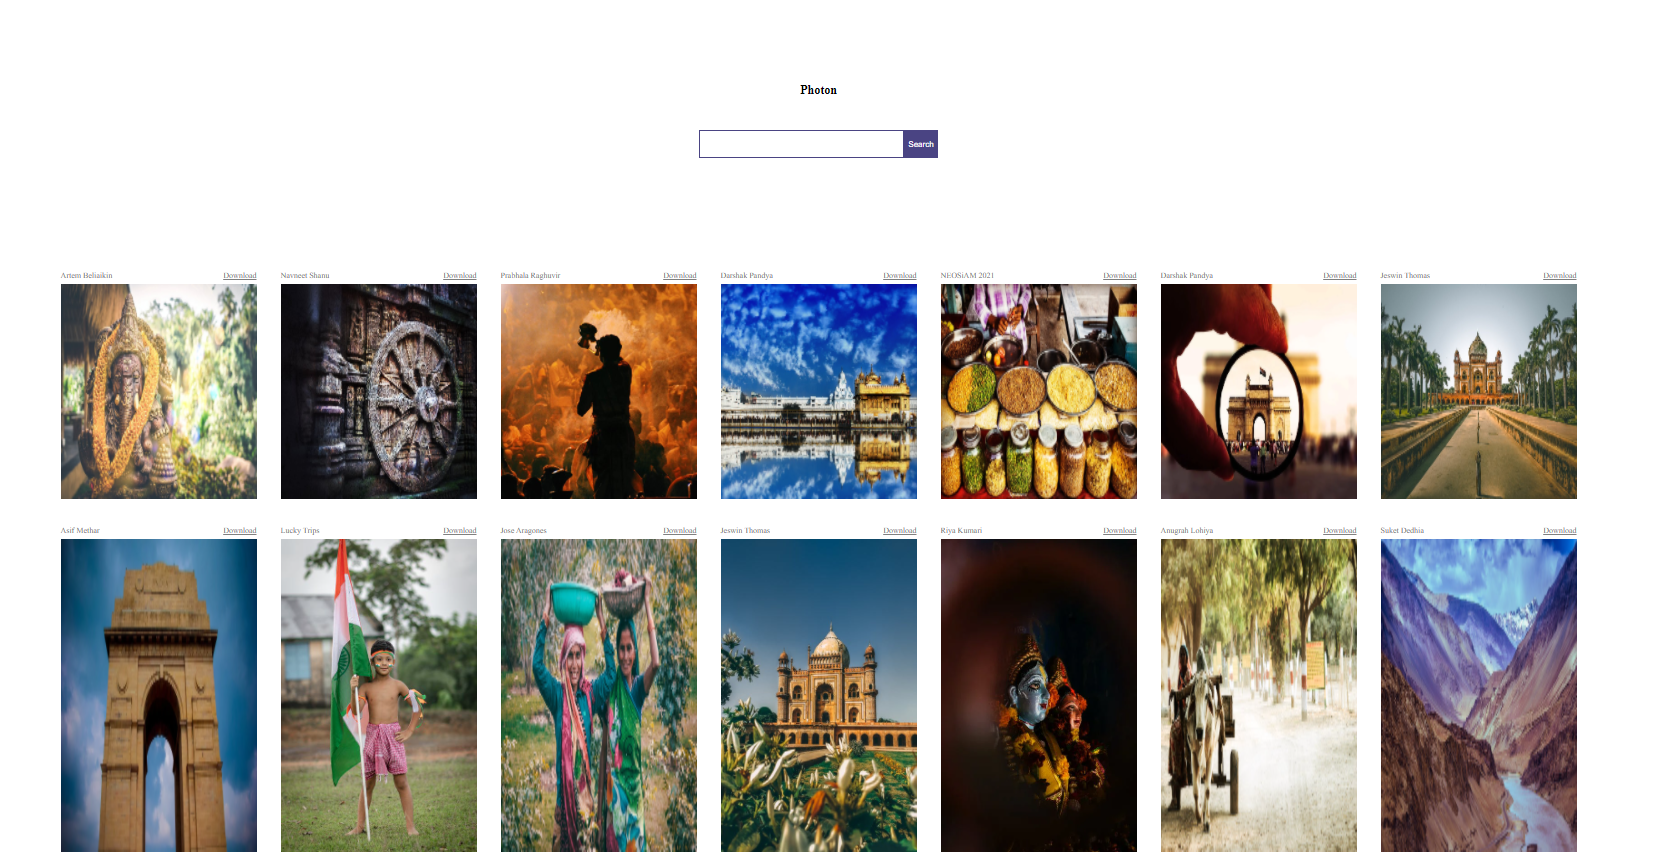 Photon
Search
Artem Beliaikin Download Navneet Shanu Download Prabhala Raghuvir Download Darshak Pandya Download NEOSiAM 2021 Download Darshak Pandya Download Jeswin Thomas Download
Asif Methar Download Lucky Trips Download Jose Aragones Download Jeswin Thomas Download Riya Kumari Download Anugrah Lohiya Download Suket Dedhia Download